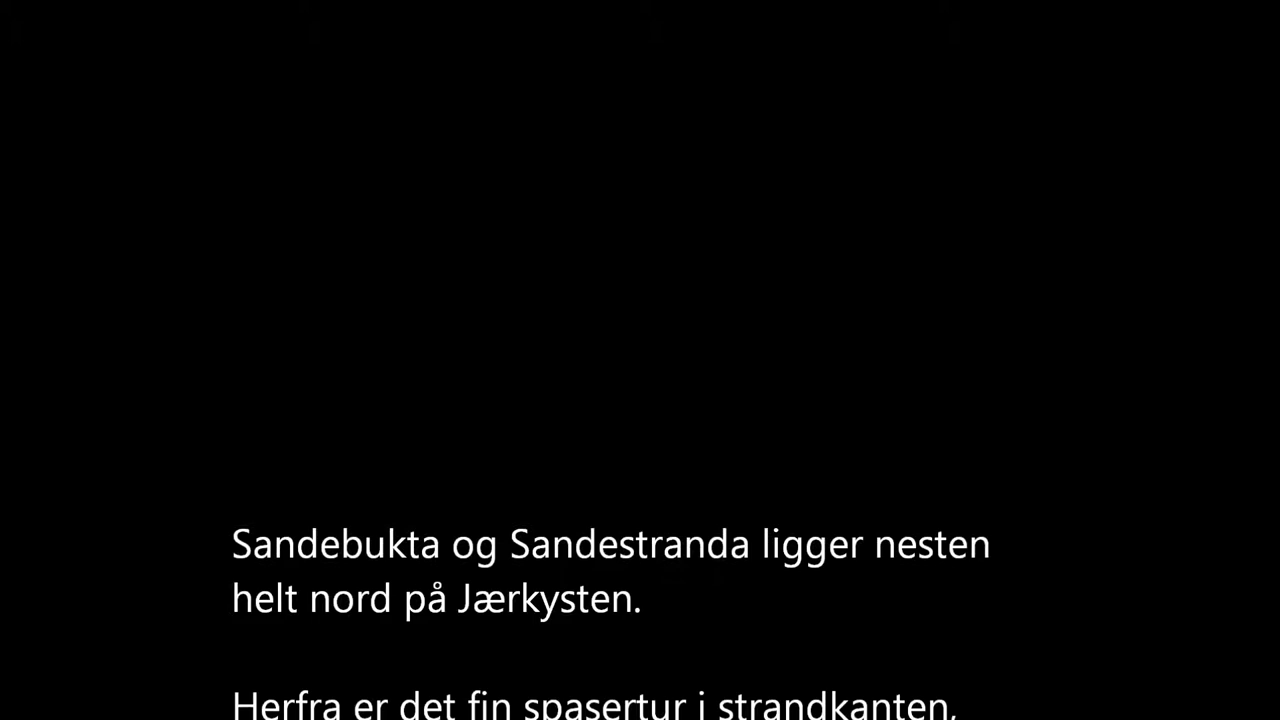 Sandebukta og Sandestranda ligger nesten
helt nord på Jærkysten.
Herfra er det fin spasertur i strandkanten,